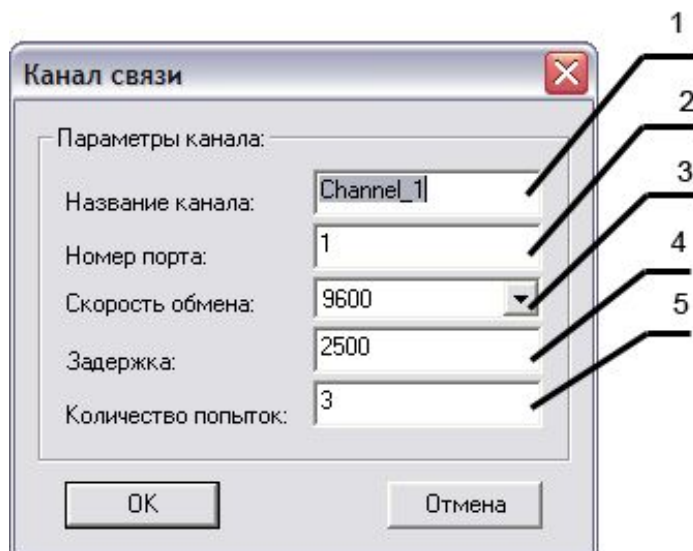 1
Канал связи
2
Параметры канала:
3
Название канала: Channel_1
Номер порта: 1
4
Скорость обмена: 9600
5
Задержка: 2500
Количество попыток: 3
OK Отмена